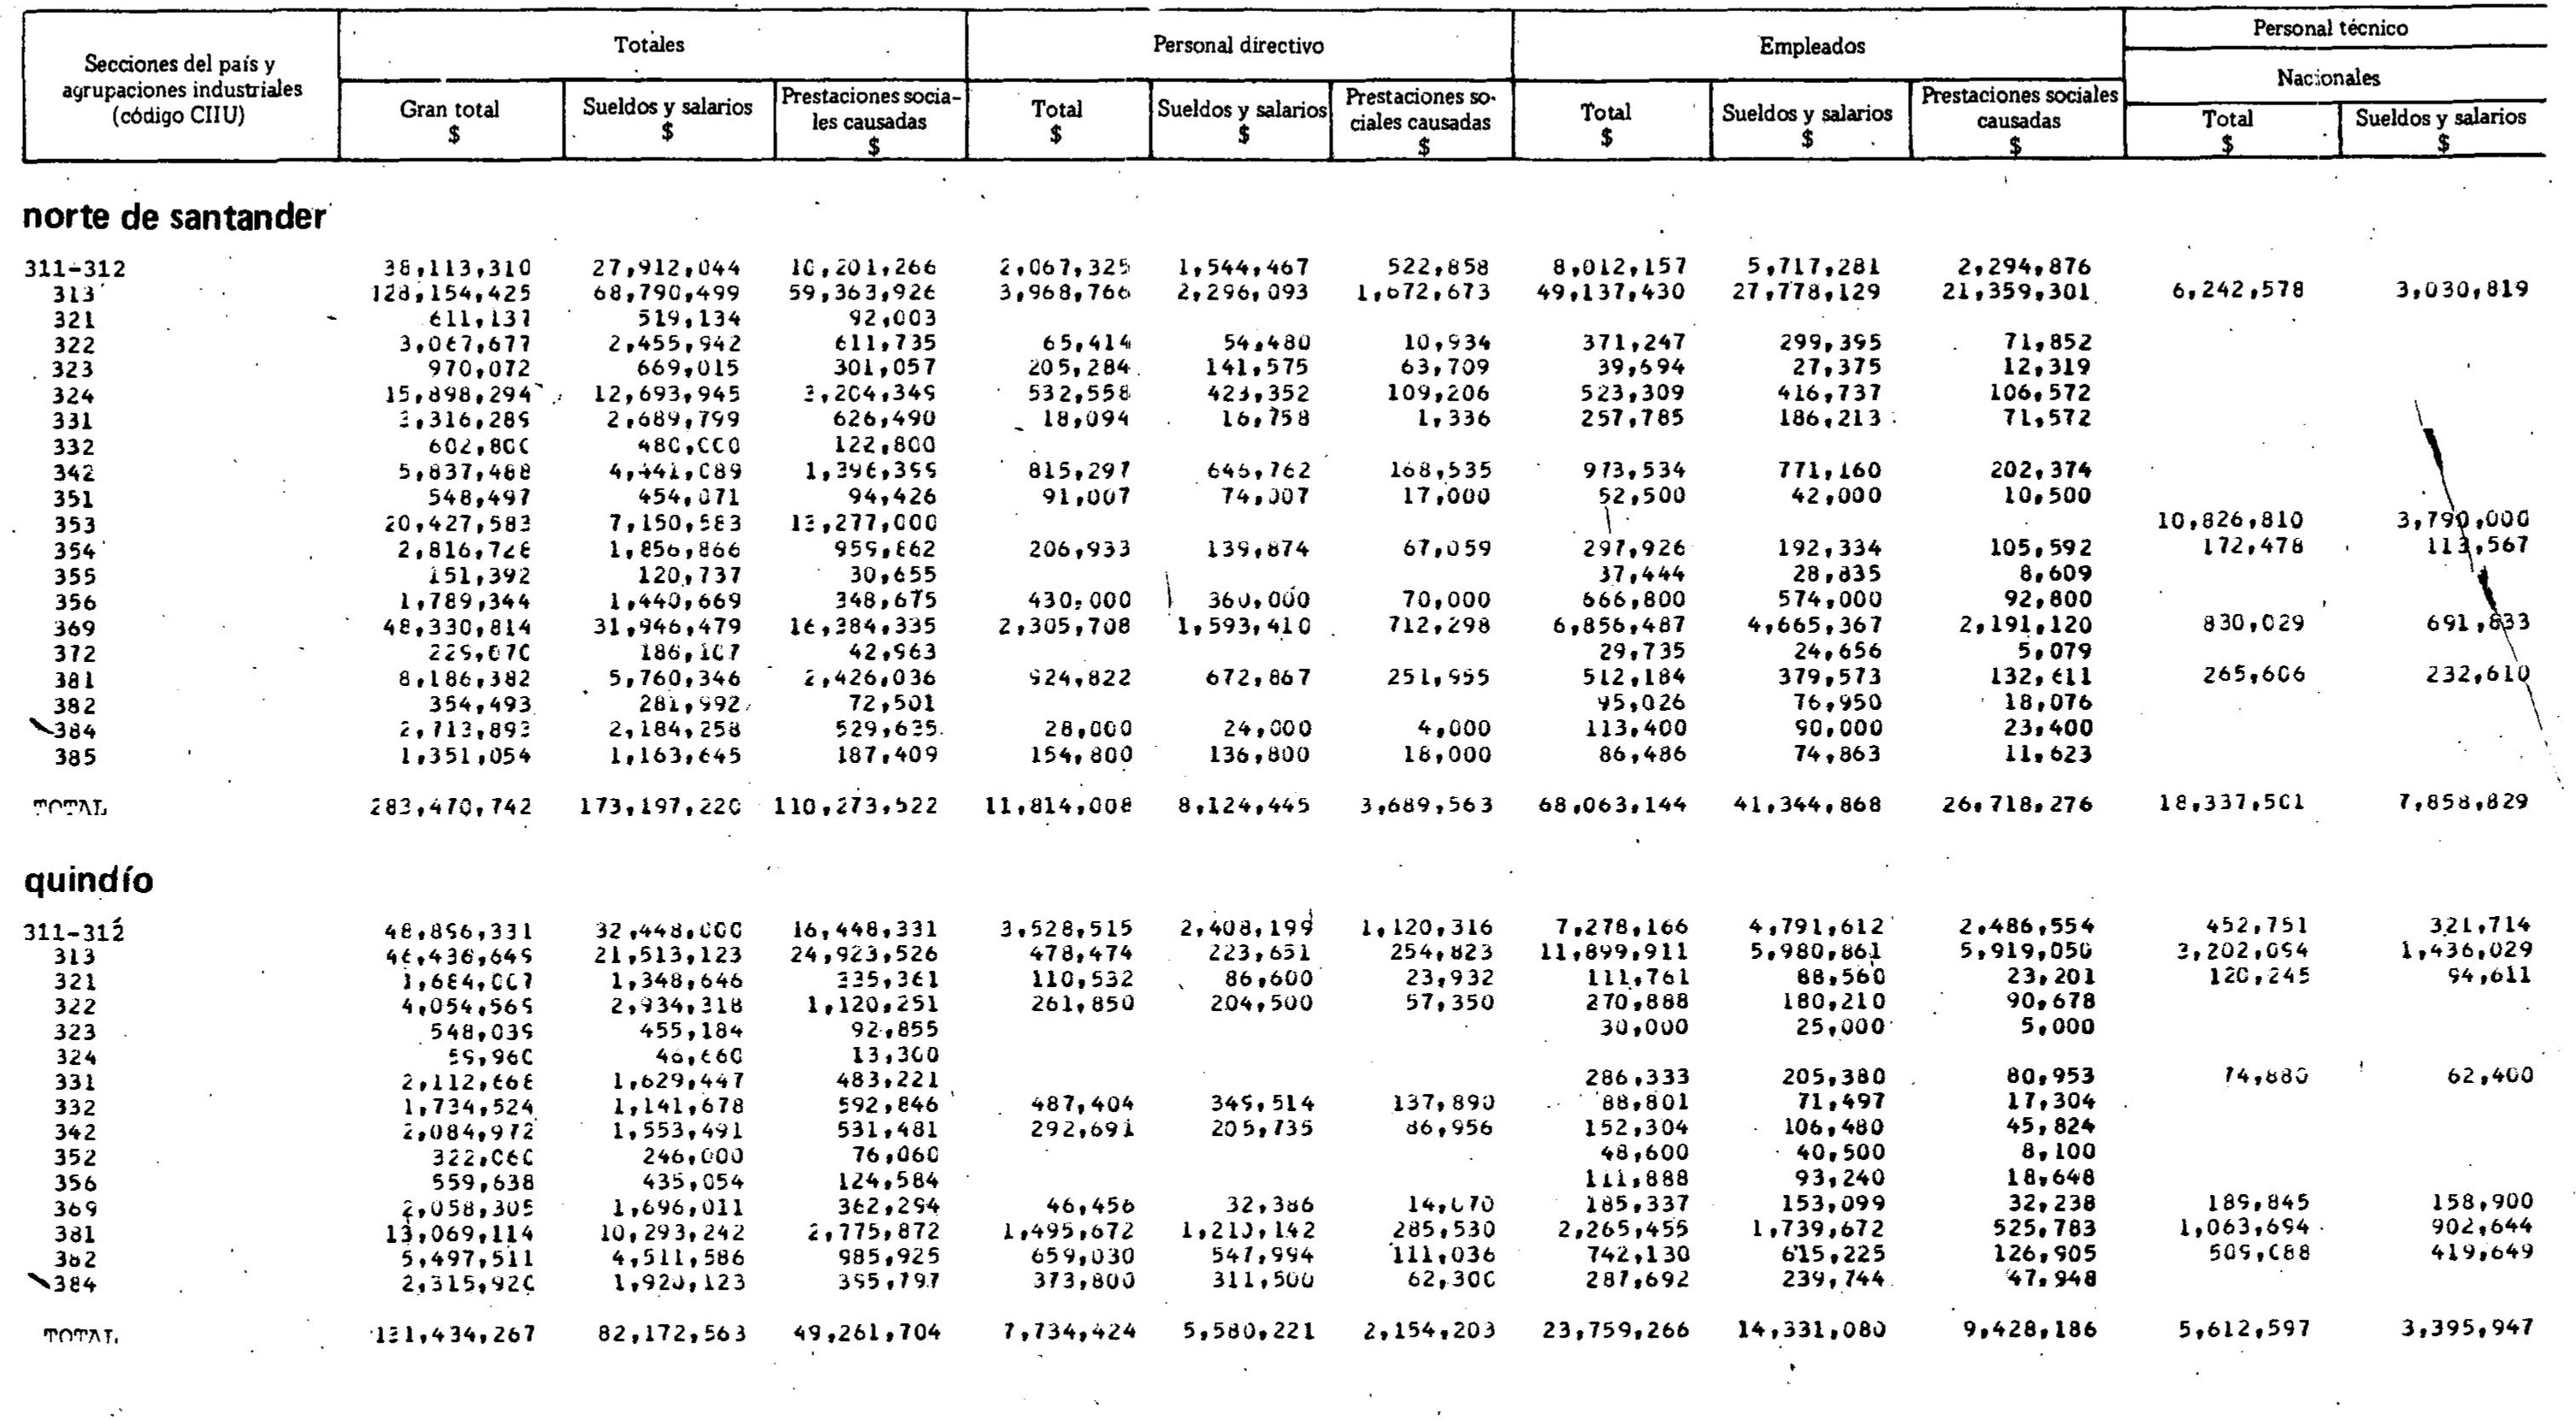 Secciones del país y agrupaciones industriales (código CIIU) | Totales | Personal directivo | Empleados | Personal técnico
Nacionales
Gran total $ | Sueldos y salarios $ | Prestaciones socia-les causadas $ | Total $ | Sueldos y salarios $ | Prestaciones so-ciales causadas $ | Total $ | Sueldos y salarios $ | Prestaciones sociales causadas $ | Total $ | Sueldos y salarios $
norte de santander
311-312 38,113,310 27,912,044 10,201,266 2,067,325 1,544,467 522,858 8,012,157 5,717,281 2,294,876
313 128,154,425 68,790,499 59,363,926 3,968,766 2,296,093 1,672,673 49,137,430 27,778,129 21,359,301 6,242,578 3,030,819
321 611,137 519,134 92,003
322 3,067,677 2,455,942 611,735 65,414 54,480 10,934 371,247 299,395 71,852
323 970,072 669,015 301,057 205,284 141,575 63,709 39,694 27,375 12,319
324 15,898,294 12,693,945 3,204,349 532,558 423,352 109,206 523,309 416,737 106,572
331 3,316,289 2,689,799 626,490 18,094 16,758 1,336 257,785 186,213 71,572
332 602,800 480,000 122,800
342 5,837,488 4,441,089 1,396,399 815,297 646,762 168,535 973,534 771,160 202,374
351 548,497 454,071 94,426 91,007 74,007 17,000 52,500 42,000 10,500
353 20,427,583 7,150,583 13,277,000 10,826,810 3,790,000
354 2,816,728 1,856,866 959,862 206,933 139,874 67,059 297,926 192,334 105,592 172,478 113,567
355 151,392 120,737 30,655 37,444 28,835 8,609
356 1,789,344 1,440,669 348,675 430,000 360,000 70,000 666,800 574,000 92,800
369 48,330,814 31,946,479 16,384,335 2,305,708 1,593,410 712,298 6,856,487 4,665,367 2,191,120 830,029 691,833
372 229,070 186,107 42,963 29,735 24,656 5,079
381 8,186,382 5,760,346 2,426,036 924,822 672,867 251,955 512,184 379,573 132,611 265,606 232,610
382 354,493 281,992 72,501 95,026 76,950 18,076
384 2,713,893 2,184,258 529,635 28,000 24,000 4,000 113,400 90,000 23,400
385 1,351,054 1,163,645 187,409 154,800 136,800 18,000 86,486 74,863 11,623
TOTAL 283,470,742 173,197,220 110,273,522 11,814,008 8,124,445 3,689,563 68,063,144 41,344,868 26,718,276 18,337,501 7,858,829
quindío
311-312 48,896,331 32,448,000 16,448,331 3,528,515 2,408,199 1,120,316 7,278,166 4,791,612 2,486,554 452,751 321,714
313 46,436,649 21,513,123 24,923,526 478,474 223,651 254,823 11,899,911 5,980,861 5,919,050 3,202,094 1,436,029
321 1,684,007 1,348,646 335,361 110,532 86,600 23,932 111,761 88,560 23,201 120,245 94,611
322 4,054,569 2,934,318 1,120,251 261,850 204,500 57,350 270,888 180,210 90,678
323 548,039 455,184 92,855 30,000 25,000 5,000
324 59,960 46,660 13,300
331 2,112,668 1,629,447 483,221 286,333 205,380 80,953 74,880 62,400
332 1,734,524 1,141,678 592,846 487,404 349,514 137,890 88,801 71,497 17,304
342 2,084,972 1,553,491 531,481 292,691 205,735 86,956 152,304 106,480 45,824
352 322,060 246,000 76,060 48,600 40,500 8,100
356 559,638 435,054 124,584 111,888 93,240 18,648
369 2,058,305 1,696,011 362,294 46,456 32,386 14,070 185,337 153,099 32,238 189,845 158,900
381 13,069,114 10,293,242 2,775,872 1,495,672 1,210,142 285,530 2,265,455 1,739,672 525,783 1,063,694 902,644
382 5,497,511 4,511,586 985,925 659,030 547,994 111,036 742,130 615,225 126,905 509,088 419,649
384 2,315,920 1,920,123 395,797 373,800 311,500 62,300 287,692 239,744 47,948
TOTAL 131,434,267 82,172,563 49,261,704 7,734,424 5,580,221 2,154,203 23,759,266 14,331,080 9,428,186 5,612,597 3,395,947